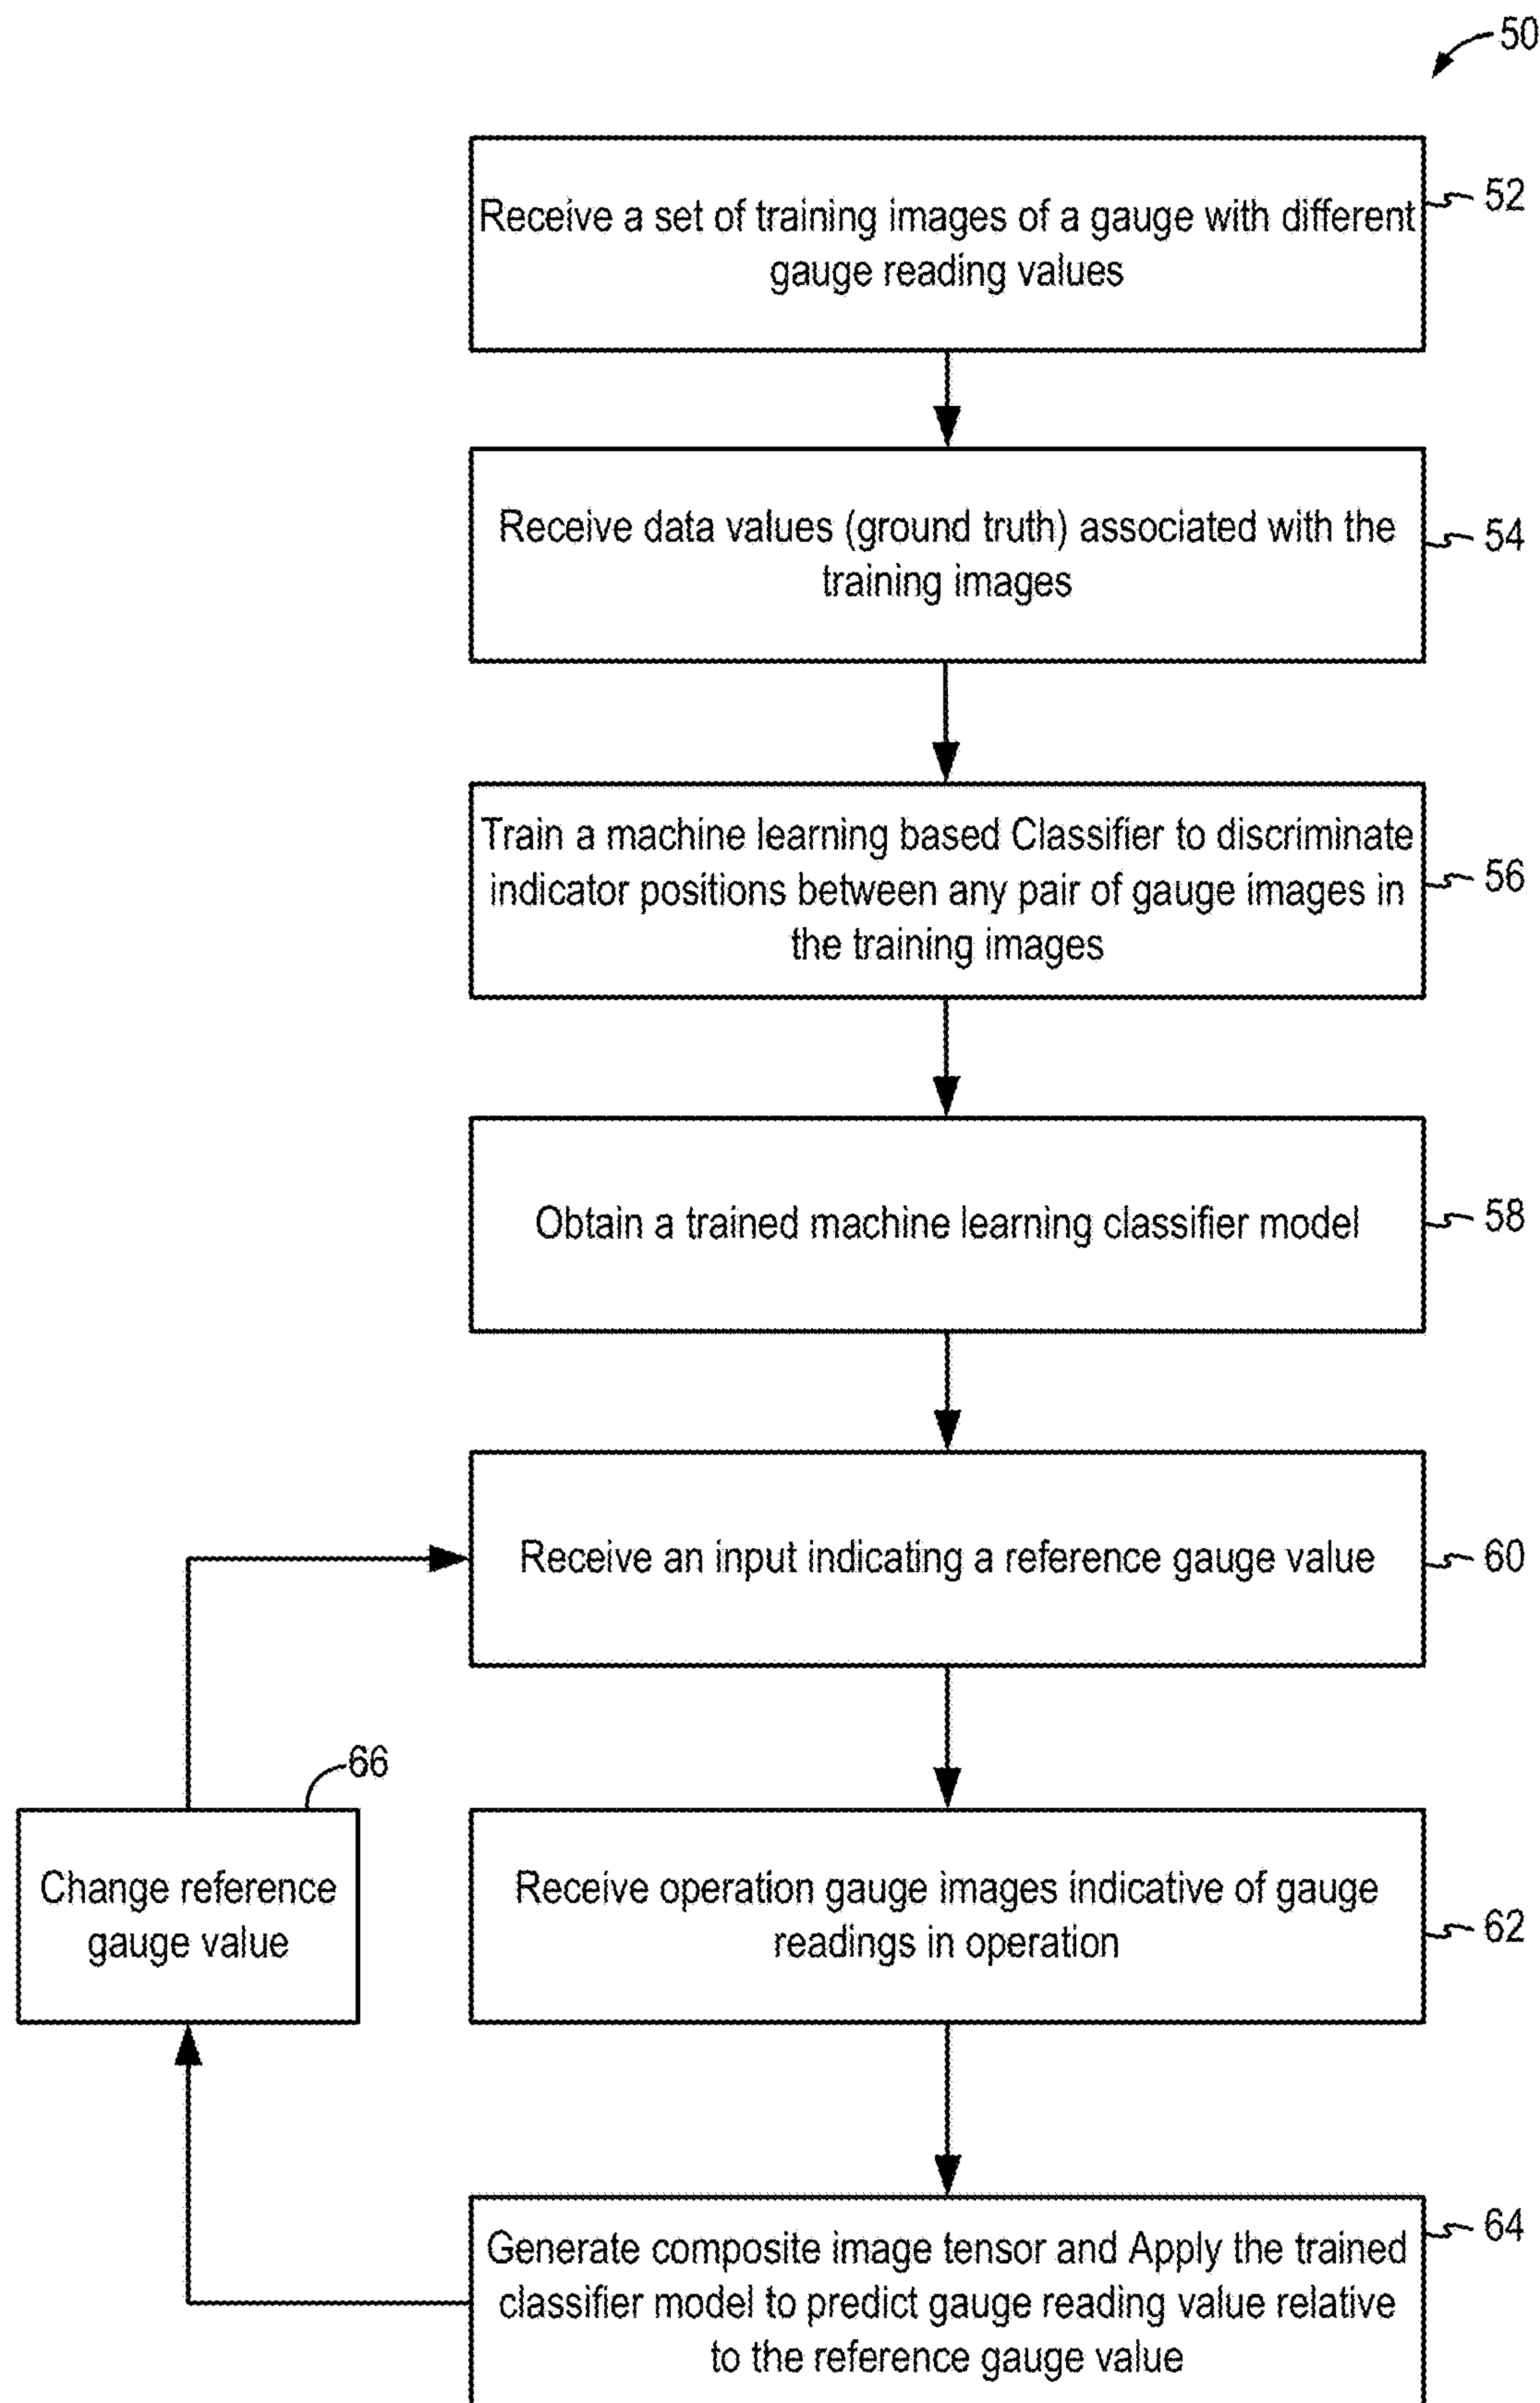 50
Receive a set of training images of a gauge with different
gauge reading values
52
Receive data values (ground truth) associated with the
training images
54
Train a machine learning based Classifier to discriminate
indicator positions between any pair of gauge images in
the training images
56
Obtain a trained machine learning classifier model
58
Receive an input indicating a reference gauge value
60
66
Change reference
gauge value
Receive operation gauge images indicative of gauge
readings in operation
62
Generate composite image tensor and Apply the trained
classifier model to predict gauge reading value relative
to the reference gauge value
64